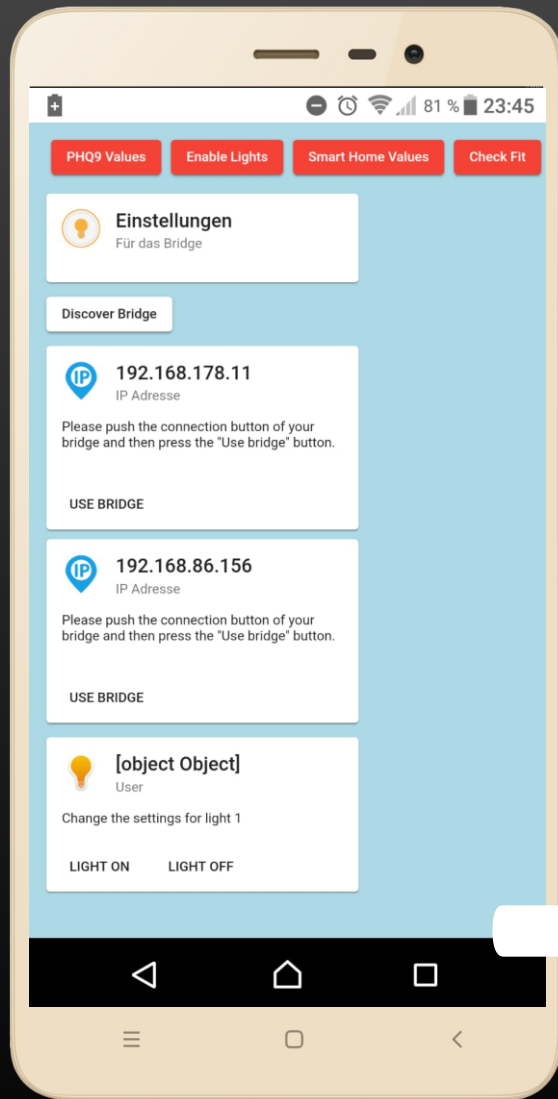 81 % 23:45
PHQ9 Values Enable Lights Smart Home Values Check Fit
Einstellungen
Für das Bridge
Discover Bridge
IP
192.168.178.11
IP Adresse
Please push the connection button of your
bridge and then press the "Use bridge" button.
USE BRIDGE
IP
192.168.86.156
IP Adresse
Please push the connection button of your
bridge and then press the "Use bridge" button.
USE BRIDGE
[object Object]
User
Change the settings for light 1
LIGHT ON LIGHT OFF